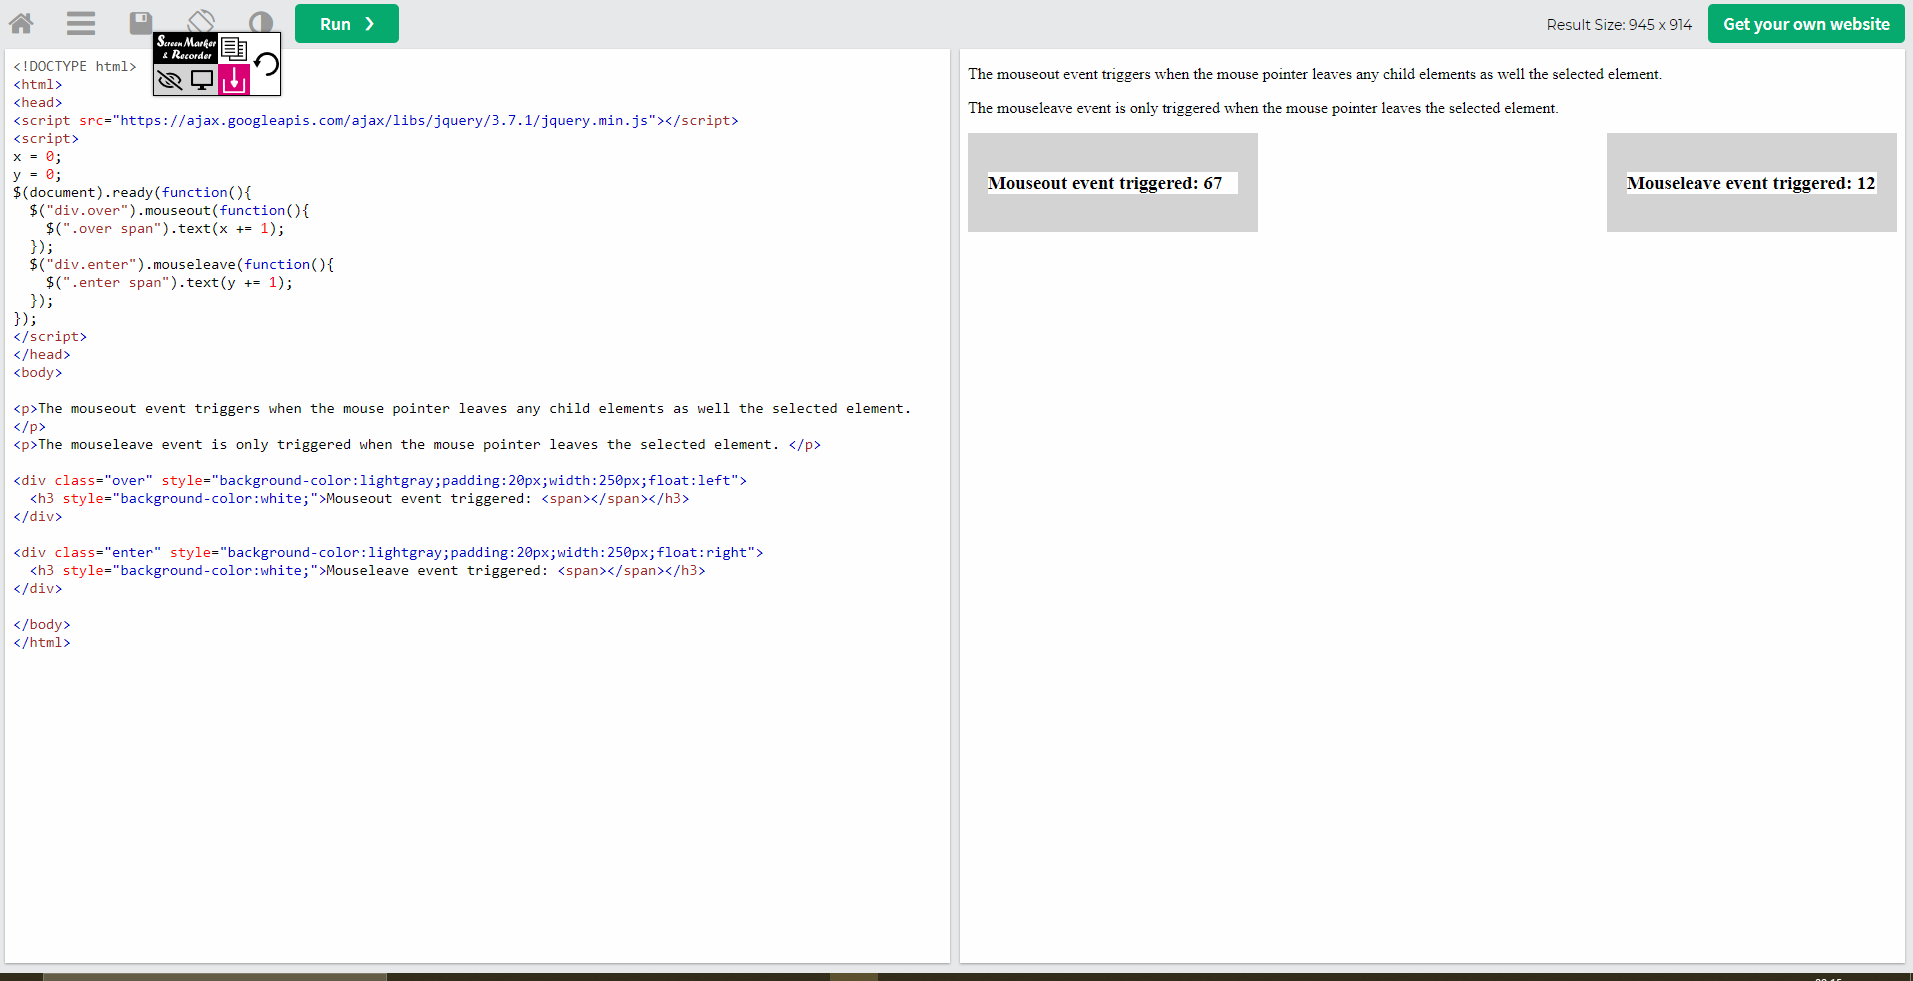 Run ❯
Result Size: 945 x 914
Get your own website
Screen Marker
& Recorder
<!DOCTYPE html>
<html>
<head>
<script src="https://ajax.googleapis.com/ajax/libs/jquery/3.7.1/jquery.min.js"></script>
<script>
x = 0;
y = 0;
$(document).ready(function(){
  $("div.over").mouseout(function(){
    $(".over span").text(x += 1);
  });
  $("div.enter").mouseleave(function(){
    $(".enter span").text(y += 1);
  });
});
</script>
</head>
<body>
<p>The mouseout event triggers when the mouse pointer leaves any child elements as well the selected element.
</p>
<p>The mouseleave event is only triggered when the mouse pointer leaves the selected element. </p>
<div class="over" style="background-color:lightgray;padding:20px;width:250px;float:left">
  <h3 style="background-color:white;">Mouseout event triggered: <span></span></h3>
</div>
<div class="enter" style="background-color:lightgray;padding:20px;width:250px;float:right">
  <h3 style="background-color:white;">Mouseleave event triggered: <span></span></h3>
</div>
</body>
</html>
The mouseout event triggers when the mouse pointer leaves any child elements as well the selected element.
The mouseleave event is only triggered when the mouse pointer leaves the selected element.
Mouseout event triggered: 67
Mouseleave event triggered: 12